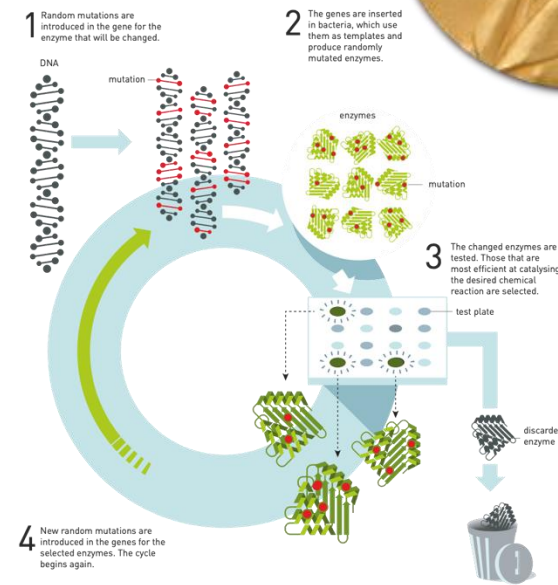 1 Random mutations are
introduced in the gene for the
enzyme that will be changed.
DNA
mutation
2 The genes are inserted
in bacteria, which use
them as templates and
produce randomly
mutated enzymes.
enzymes
mutation
3 The changed enzymes are
tested. Those that are
most efficient at catalysing
the desired chemical
reaction are selected.
test plate
discarde
enzyme
4 New random mutations are
introduced in the genes for the
selected enzymes. The cycle
begins again.